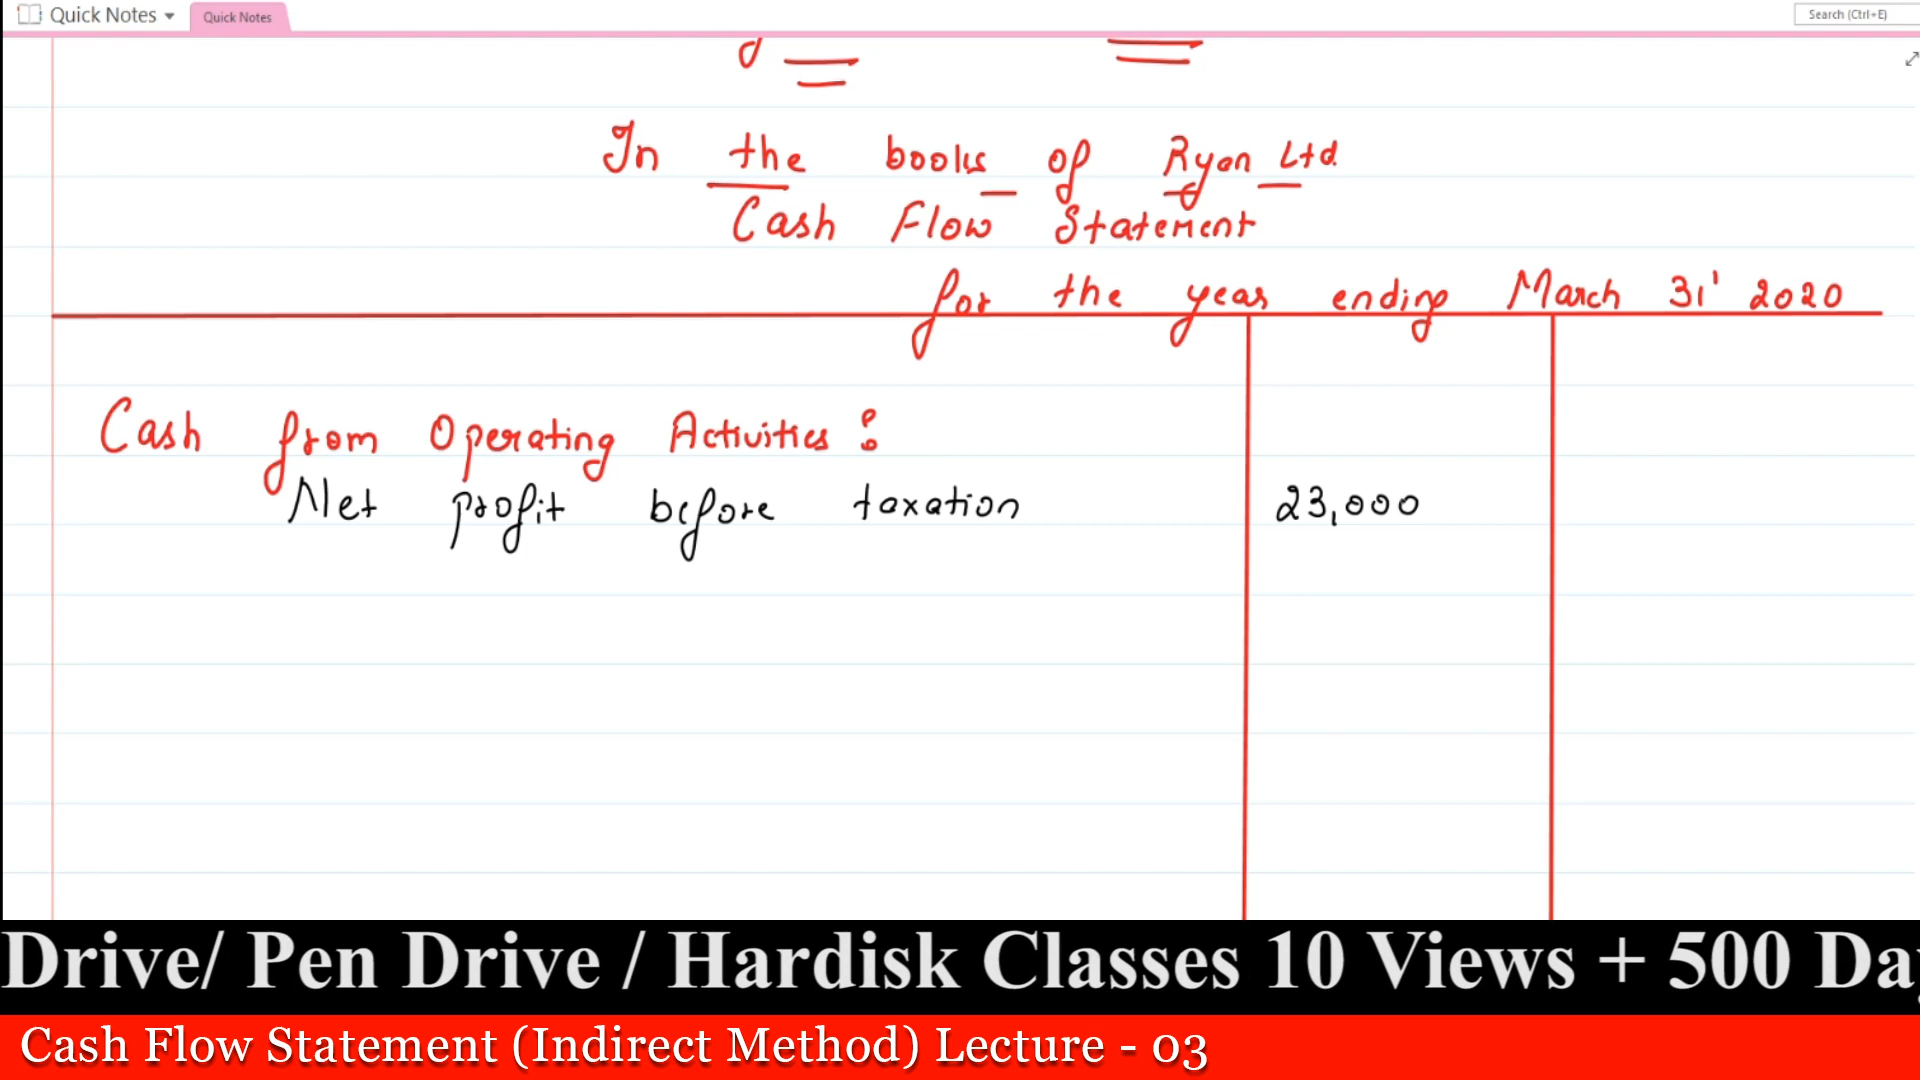 Quick Notes
Quick Notes
Search (Ctrl+E)
In the books of Ryan Ltd.
Cash Flow Statement
for the year ending March 31' 2020
Cash from Operating Activities :
Net profit before taxation 23,000
Drive/ Pen Drive / Hardisk Classes 10 Views + 500 Da
Cash Flow Statement (Indirect Method) Lecture - 03